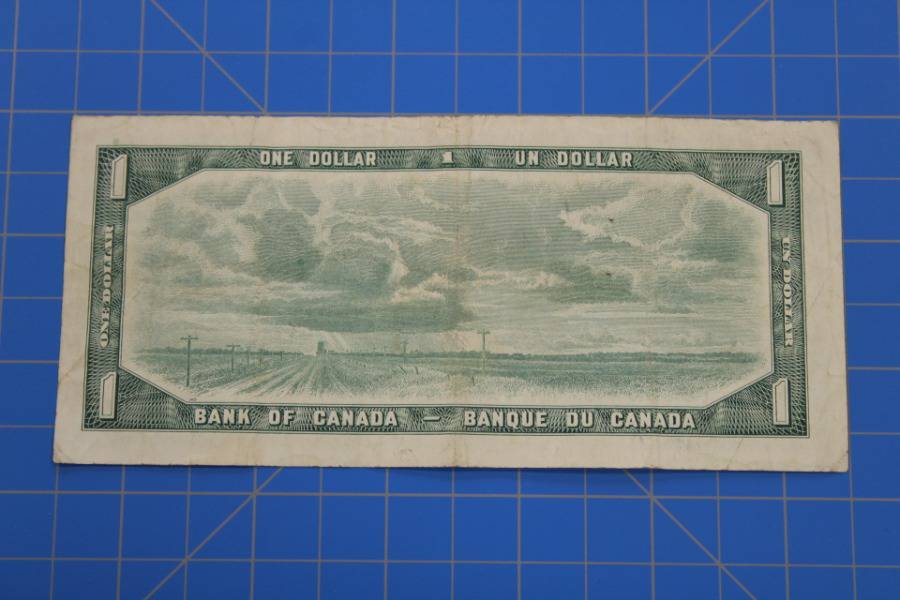 ONE DOLLAR 1 UN DOLLAR
1 1
ONE DOLLAR
UN DOLLAR
1 1
BANK OF CANADA — BANQUE DU CANADA